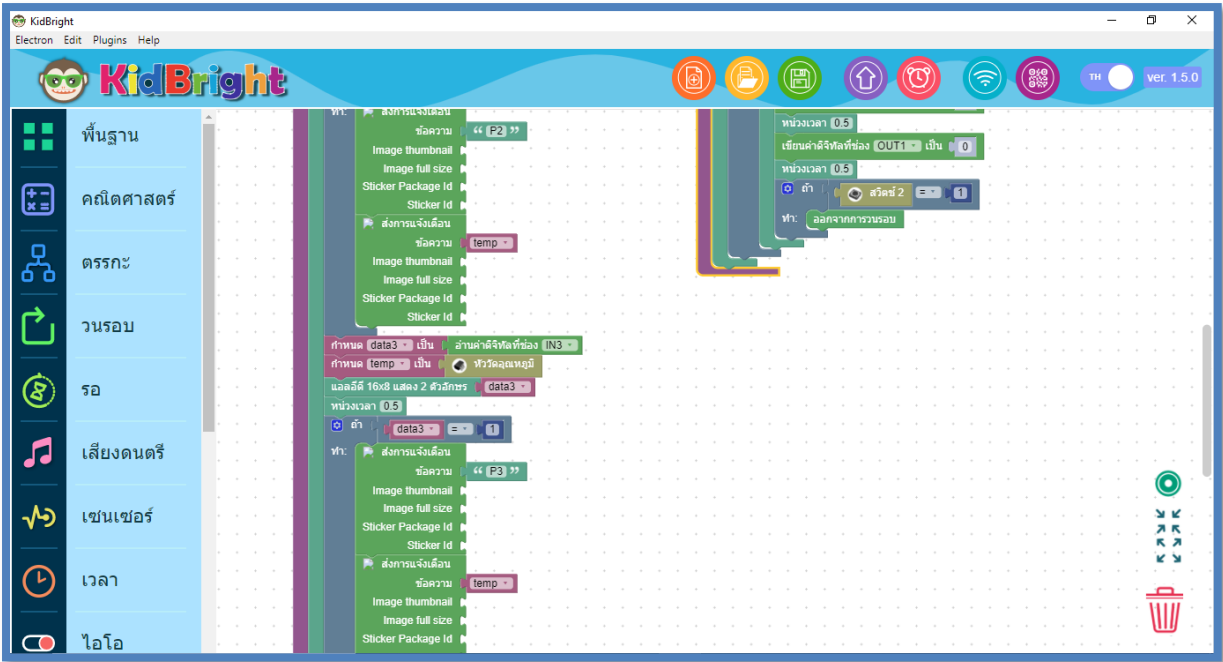 KidBright
Electron Edit Plugins Help
KidBright
TH
ver. 1.5.0
พื้นฐาน
คณิตศาสตร์
ตรรกะ
วนรอบ
รอ
เสียงดนตรี
เซ่นเซอร์
เวลา
ไอโอ
ทำ: ส่งการแจ้งเตือน
ข้อความ “ P2 ”
Image thumbnail
Image full size
Sticker Package Id
Sticker Id
ส่งการแจ้งเตือน
ข้อความ temp
Image thumbnail
Image full size
Sticker Package Id
Sticker Id
กำหนด data3 เป็น อ่านค่าดิจิทัลที่ช่อง IN3
กำหนด temp เป็น หัววัดอุณหภูมิ
แอลอีดี 16x8 แสดง 2 ตัวอักษร data3
หน่วงเวลา 0.5
ถ้า data3 = 1
ทำ: ส่งการแจ้งเตือน
ข้อความ “ P3 ”
Image thumbnail
Image full size
Sticker Package Id
Sticker Id
ส่งการแจ้งเตือน
ข้อความ temp
Image thumbnail
Image full size
Sticker Package Id
หน่วงเวลา 0.5
เขียนค่าดิจิทัลที่ช่อง OUT1 เป็น 0
หน่วงเวลา 0.5
ถ้า สวิตช์ 2 = 1
ทำ: ออกจากการวนรอบ